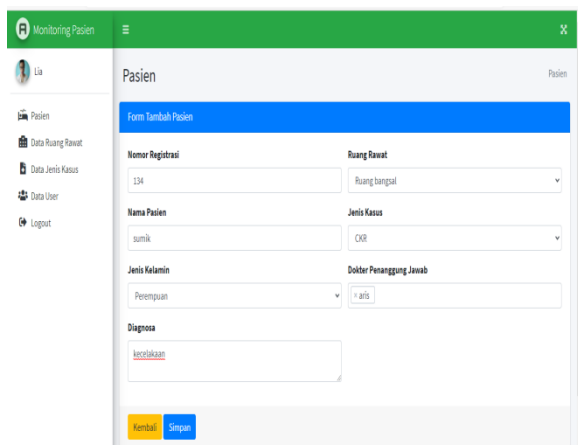 Monitoring Pasien
Lia
Pasien
Data Ruang Rawat
Data Jenis Kasus
Data User
Logout
Pasien
Pasien
Form Tambah Pasien
Nomor Registrasi
134
Ruang Rawat
Ruang bangsal
Nama Pasien
sumik
Jenis Kasus
CKR
Jenis Kelamin
Perempuan
Dokter Penanggung Jawab
× aris
Diagnosa
kecelakaan
Kembali
Simpan